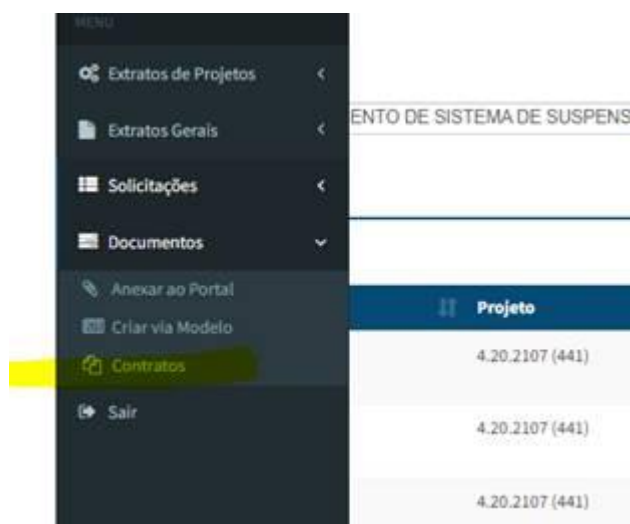 MENU
Extratos de Projetos
Extratos Gerais
ENTO DE SISTEMA DE SUSPENS
Solicitações
Documentos
Anexar ao Portal
Projeto
Criar via Modelo
4.20.2107 (441)
Contratos
Sair
4.20.2107 (441)
4.20.2107 (441)